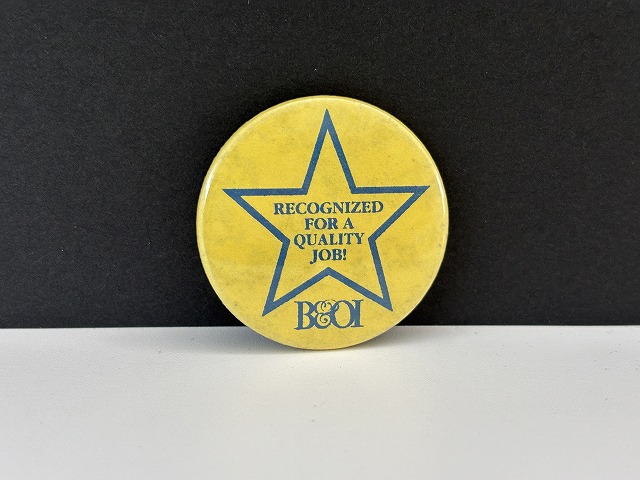 RECOGNIZED
FOR A
QUALITY
JOB!
B&OI